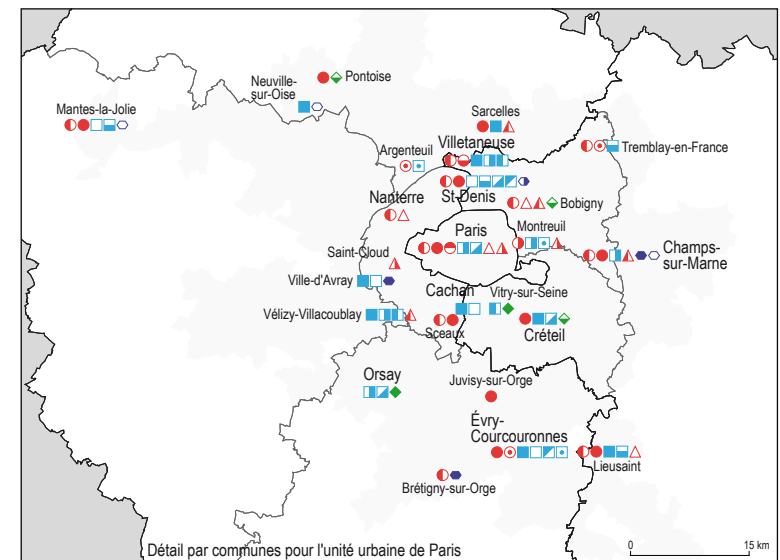 Pontoise
Neuville-
sur-Oise
Mantes-la-Jolie
Sarcelles
Villetaneuse
Tremblay-en-France
Argenteuil
St-Denis
Nanterre
Bobigny
Paris
Montreuil
Champs-
sur-Marne
Saint-Cloud
Ville-d'Avray
Cachan
Vitry-sur-Seine
Vélizy-Villacoublay
Sceaux
Créteil
Orsay
Juvisy-sur-Orge
Évry-
Courcouronnes
Lieusaint
Brétigny-sur-Orge
Détail par communes pour l'unité urbaine de Paris
0 15 km